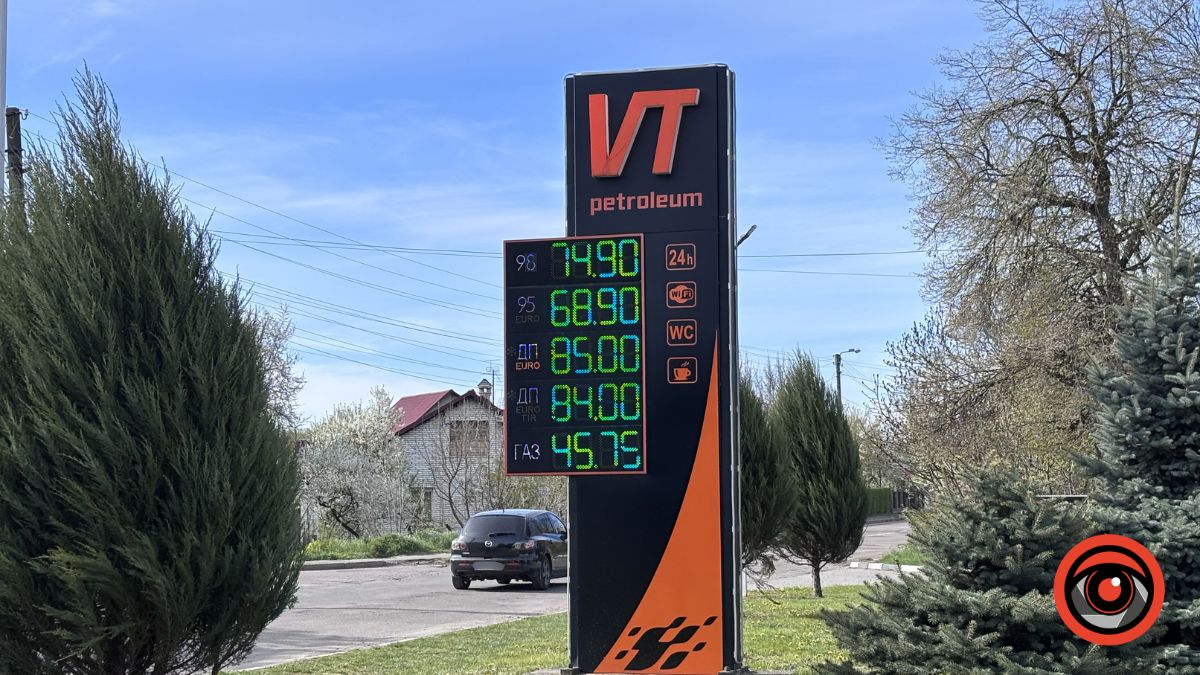 VT
petroleum
98 74.90
95 68.90
EURO
ДП 85.00
EURO
ДП 84.00
EURO
TIR
ГАЗ 45.75
24h
WiFi
WC